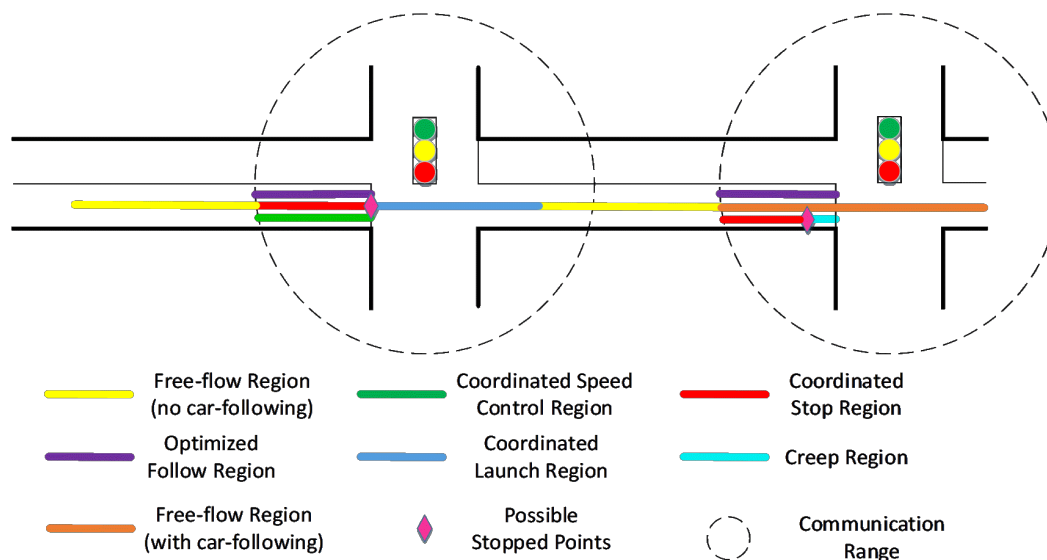 Free-flow Region
(no car-following)
Coordinated Speed
Control Region
Coordinated
Stop Region
Optimized
Follow Region
Coordinated
Launch Region
Creep Region
Free-flow Region
(with car-following)
Possible
Stopped Points
Communication
Range